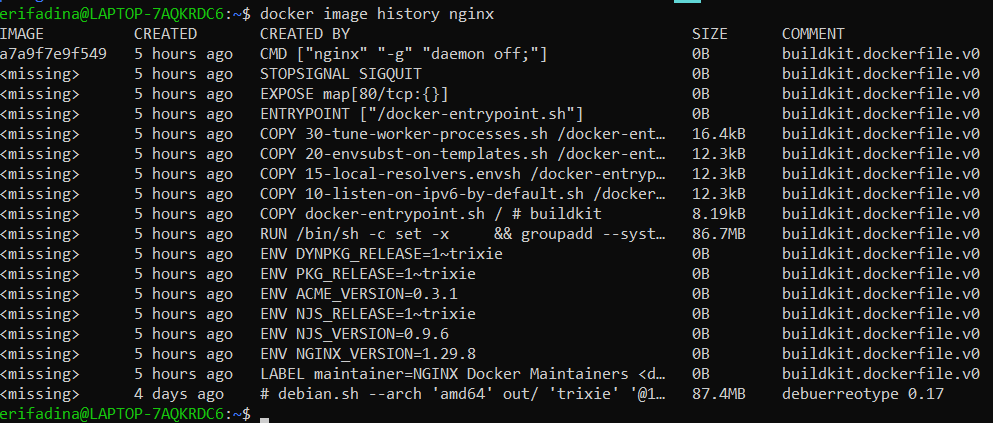 erifadina@LAPTOP-7AQKRDC6:~$ docker image history nginx
IMAGE CREATED CREATED BY SIZE COMMENT
a7a9f7e9f549 5 hours ago CMD ["nginx" "-g" "daemon off;"] 0B buildkit.dockerfile.v0
<missing> 5 hours ago STOPSIGNAL SIGQUIT 0B buildkit.dockerfile.v0
<missing> 5 hours ago EXPOSE map[80/tcp:{}] 0B buildkit.dockerfile.v0
<missing> 5 hours ago ENTRYPOINT ["/docker-entrypoint.sh"] 0B buildkit.dockerfile.v0
<missing> 5 hours ago COPY 30-tune-worker-processes.sh /docker-ent… 16.4kB buildkit.dockerfile.v0
<missing> 5 hours ago COPY 20-envsubst-on-templates.sh /docker-ent… 12.3kB buildkit.dockerfile.v0
<missing> 5 hours ago COPY 15-local-resolvers.envsh /docker-entryp… 12.3kB buildkit.dockerfile.v0
<missing> 5 hours ago COPY 10-listen-on-ipv6-by-default.sh /docker… 12.3kB buildkit.dockerfile.v0
<missing> 5 hours ago COPY docker-entrypoint.sh / # buildkit 8.19kB buildkit.dockerfile.v0
<missing> 5 hours ago RUN /bin/sh -c set -x && groupadd --syst… 86.7MB buildkit.dockerfile.v0
<missing> 5 hours ago ENV DYNPKG_RELEASE=1~trixie 0B buildkit.dockerfile.v0
<missing> 5 hours ago ENV PKG_RELEASE=1~trixie 0B buildkit.dockerfile.v0
<missing> 5 hours ago ENV ACME_VERSION=0.3.1 0B buildkit.dockerfile.v0
<missing> 5 hours ago ENV NJS_RELEASE=1~trixie 0B buildkit.dockerfile.v0
<missing> 5 hours ago ENV NJS_VERSION=0.9.6 0B buildkit.dockerfile.v0
<missing> 5 hours ago ENV NGINX_VERSION=1.29.8 0B buildkit.dockerfile.v0
<missing> 5 hours ago LABEL maintainer=NGINX Docker Maintainers <d… 0B buildkit.dockerfile.v0
<missing> 4 days ago # debian.sh --arch 'amd64' out/ 'trixie' '@1… 87.4MB debuerreotype 0.17
erifadina@LAPTOP-7AQKRDC6:~$